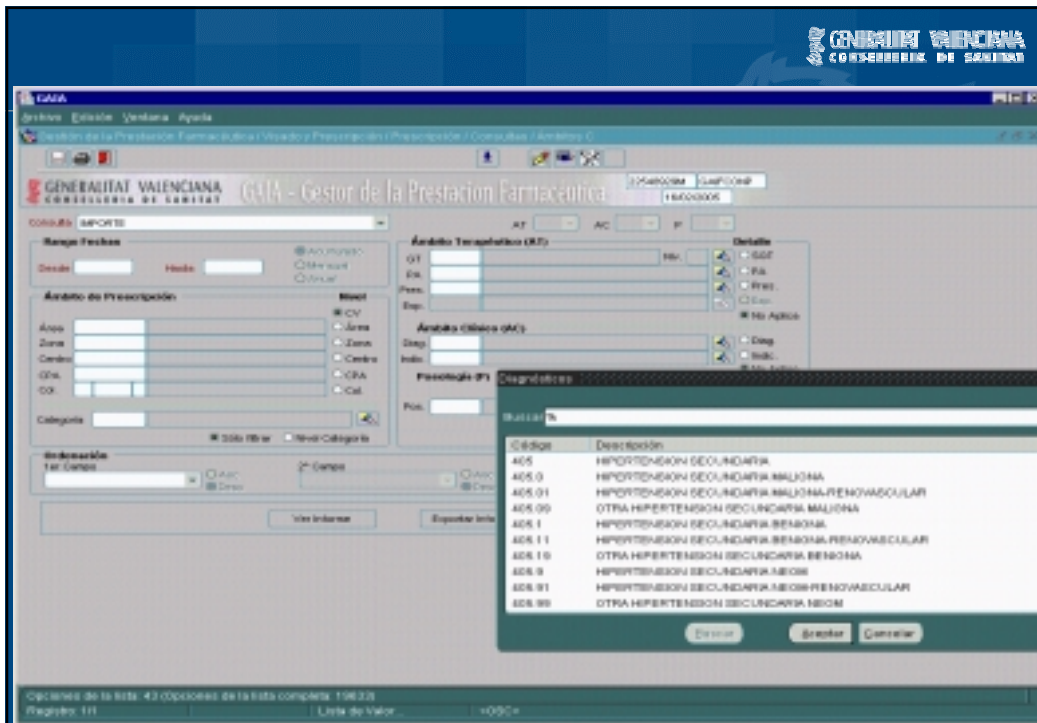 GENERALITAT VALENCIANA
CONSELLERIA DE SANITAT
GAIA
Archivo Edición Ventana Ayuda
Gestión de la Prestación Farmacéutica / Visado y Prescripción / Prescripción / Consultas / Ámbitos C
GENERALITAT VALENCIANA
CONSELLERIA DE SANITAT
GAIA - Gestor de la Prestacion Farmacéutica
18/02/2005
Consulta IMPORTE AT AC P
Rango Fechas
Desde Hasta
Acumulado
Mensual
Anual
Ámbito de Prescripción Nivel
CV
Área Área
Zona Zona
Centro Centro
CPA CPA
Col. Col.
Categoría
Sólo filtrar Nivel Categoría
Ámbito Terapéutico (AT) Detalle
GT Niv. SGT
PA PA
Pres. Pres.
Esp. Esp.
No Aplica
Ámbito Clínico (AC)
Diag. Diag.
Indic. Indic.
No Aplica
Posología (P)
Pos.
Ordenación
1er Campo Asc Desc 2º Campo Asc
Ver Informe Exportar Info
Diagnósticos
Buscar %
Código Descripción
405 HIPERTENSION SECUNDARIA
405.0 HIPERTENSION SECUNDARIA MALIGNA
405.01 HIPERTENSION SECUNDARIA MALIGNA-RENOVASCULAR
405.09 OTRA HIPERTENSION SECUNDARIA MALIGNA
405.1 HIPERTENSION SECUNDARIA BENIGNA
405.11 HIPERTENSION SECUNDARIA BENIGNA-RENOVASCULAR
405.19 OTRA HIPERTENSION SECUNDARIA BENIGNA
405.9 HIPERTENSION SECUNDARIA NEOM
405.91 HIPERTENSION SECUNDARIA NEOM-RENOVASCULAR
405.99 OTRA HIPERTENSION SECUNDARIA NEOM
Buscar Aceptar Cancelar
Opciones de la lista: 43 (Opciones de la lista completa: 19633)
Registro: 1/1 Lista de Valor... <OSC>